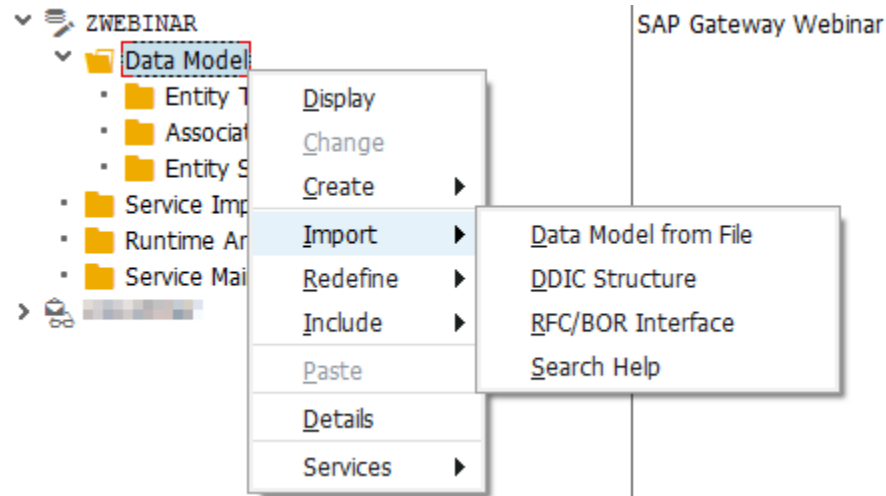 ZWEBINAR SAP Gateway Webinar
Data Model
Entity T
Associat
Entity S
Service Imp
Runtime Ar
Service Mai
Display
Change
Create
Import
Redefine
Include
Paste
Details
Services
Data Model from File
DDIC Structure
RFC/BOR Interface
Search Help